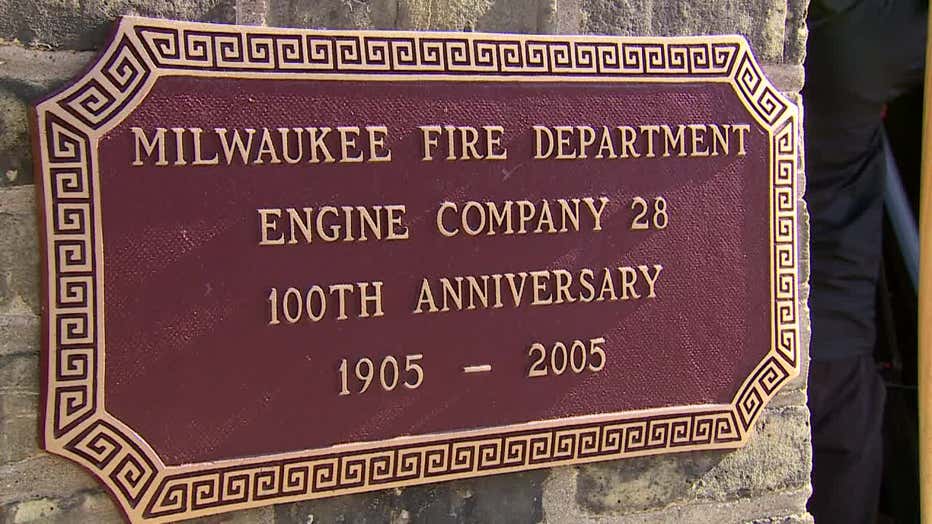 MILWAUKEE FIRE DEPARTMENT
ENGINE COMPANY 28
100TH ANNIVERSARY
1905 – 2005